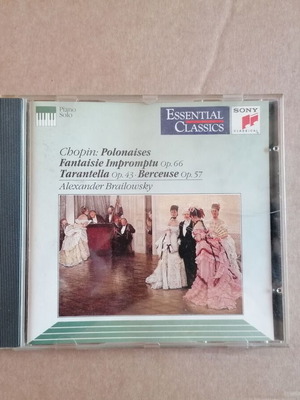 Piano
Solo
ESSENTIAL
CLASSICS
SONY
CLASSICAL
Chopin: Polonaises
Fantaisie Impromptu Op. 66
Tarantella Op. 43 · Berceuse Op. 57
Alexander Brailowsky